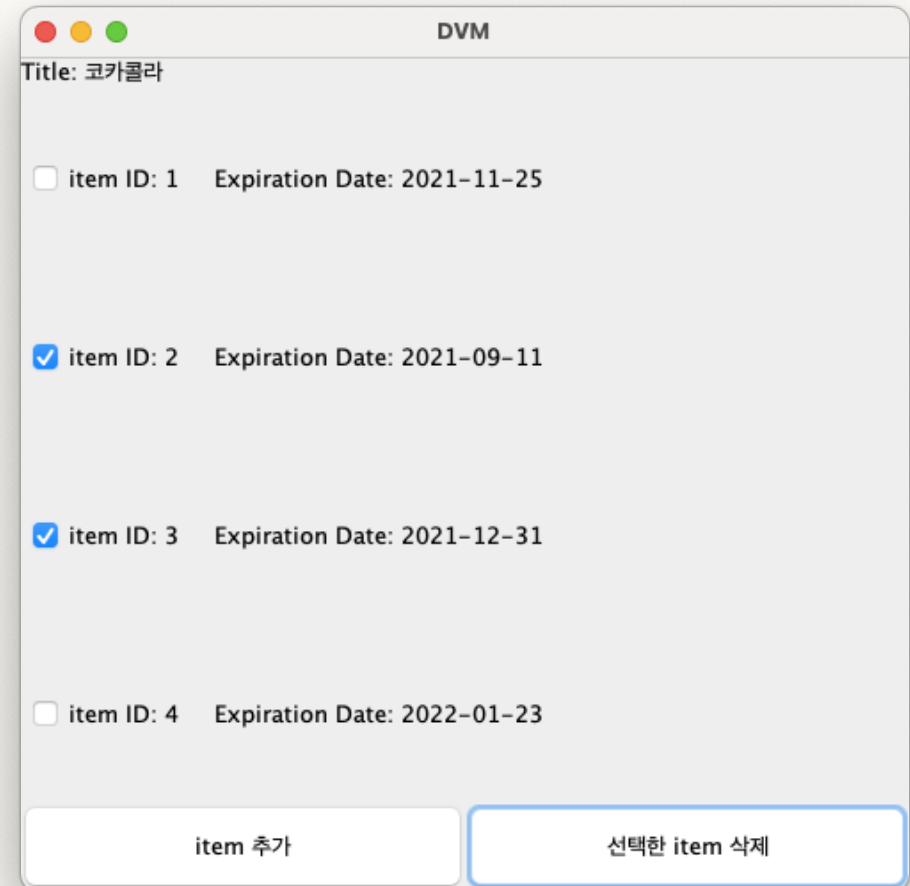 DVM
Title: 코카콜라
item ID: 1 Expiration Date: 2021-11-25
item ID: 2 Expiration Date: 2021-09-11
item ID: 3 Expiration Date: 2021-12-31
item ID: 4 Expiration Date: 2022-01-23
item 추가 선택한 item 삭제